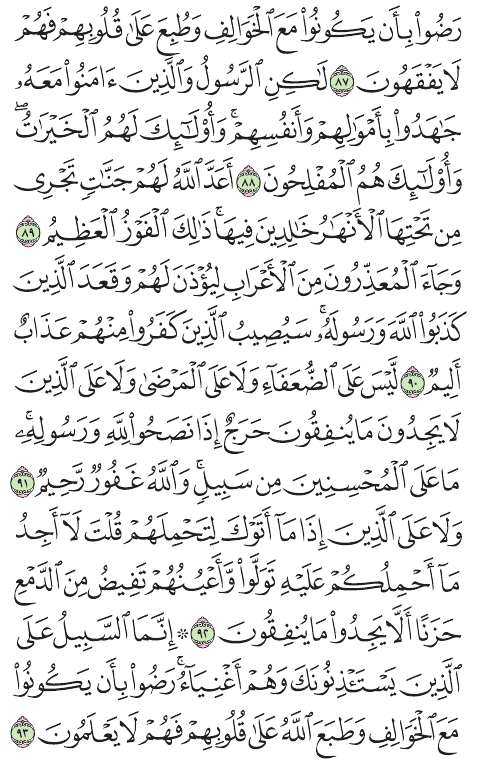 رَضُوا۟ بِأَن يَكُونُوا۟ مَعَ ٱلْخَوَالِفِ وَطُبِعَ عَلَىٰ قُلُوبِهِمْ فَهُمْ
لَا يَفْقَهُونَ ٨٧ لَٰكِنِ ٱلرَّسُولُ وَٱلَّذِينَ ءَامَنُوا۟ مَعَهُۥ
جَٰهَدُوا۟ بِأَمْوَٰلِهِمْ وَأَنفُسِهِمْ ۚ وَأُو۟لَٰٓئِكَ لَهُمُ ٱلْخَيْرَٰتُ ۖ
وَأُو۟لَٰٓئِكَ هُمُ ٱلْمُفْلِحُونَ ٨٨ أَعَدَّ ٱللَّهُ لَهُمْ جَنَّٰتٍ تَجْرِى
مِن تَحْتِهَا ٱلْأَنْهَٰرُ خَٰلِدِينَ فِيهَا ۚ ذَٰلِكَ ٱلْفَوْزُ ٱلْعَظِيمُ ٨٩
وَجَآءَ ٱلْمُعَذِّرُونَ مِنَ ٱلْأَعْرَابِ لِيُؤْذَنَ لَهُمْ وَقَعَدَ ٱلَّذِينَ
كَذَبُوا۟ ٱللَّهَ وَرَسُولَهُۥ ۚ سَيُصِيبُ ٱلَّذِينَ كَفَرُوا۟ مِنْهُمْ عَذَابٌ
أَلِيمٌ ٩٠ لَّيْسَ عَلَى ٱلضُّعَفَآءِ وَلَا عَلَى ٱلْمَرْضَىٰ وَلَا عَلَى ٱلَّذِينَ
لَا يَجِدُونَ مَا يُنفِقُونَ حَرَجٌ إِذَا نَصَحُوا۟ لِلَّهِ وَرَسُولِهِۦ ۚ
مَا عَلَى ٱلْمُحْسِنِينَ مِن سَبِيلٍ ۚ وَٱللَّهُ غَفُورٌ رَّحِيمٌ ٩١
وَلَا عَلَى ٱلَّذِينَ إِذَا مَآ أَتَوْكَ لِتَحْمِلَهُمْ قُلْتَ لَآ أَجِدُ
مَآ أَحْمِلُكُمْ عَلَيْهِ تَوَلَّوا۟ وَّأَعْيُنُهُمْ تَفِيضُ مِنَ ٱلدَّمْعِ
حَزَنًا أَلَّا يَجِدُوا۟ مَا يُنفِقُونَ ٩٢ ۞ إِنَّمَا ٱلسَّبِيلُ عَلَى
ٱلَّذِينَ يَسْتَـْٔذِنُونَكَ وَهُمْ أَغْنِيَآءُ ۚ رَضُوا۟ بِأَن يَكُونُوا۟
مَعَ ٱلْخَوَالِفِ وَطَبَعَ ٱللَّهُ عَلَىٰ قُلُوبِهِمْ فَهُمْ لَا يَعْلَمُونَ ٩٣